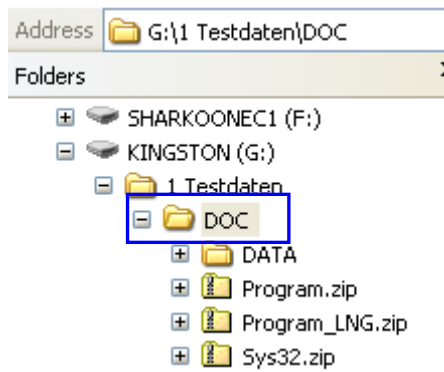 Address G:\1 Testdaten\DOC
Folders
SHARKOONEC1 (F:)
KINGSTON (G:)
1 Testdaten
DOC
DATA
Program.zip
Program_LNG.zip
Sys32.zip